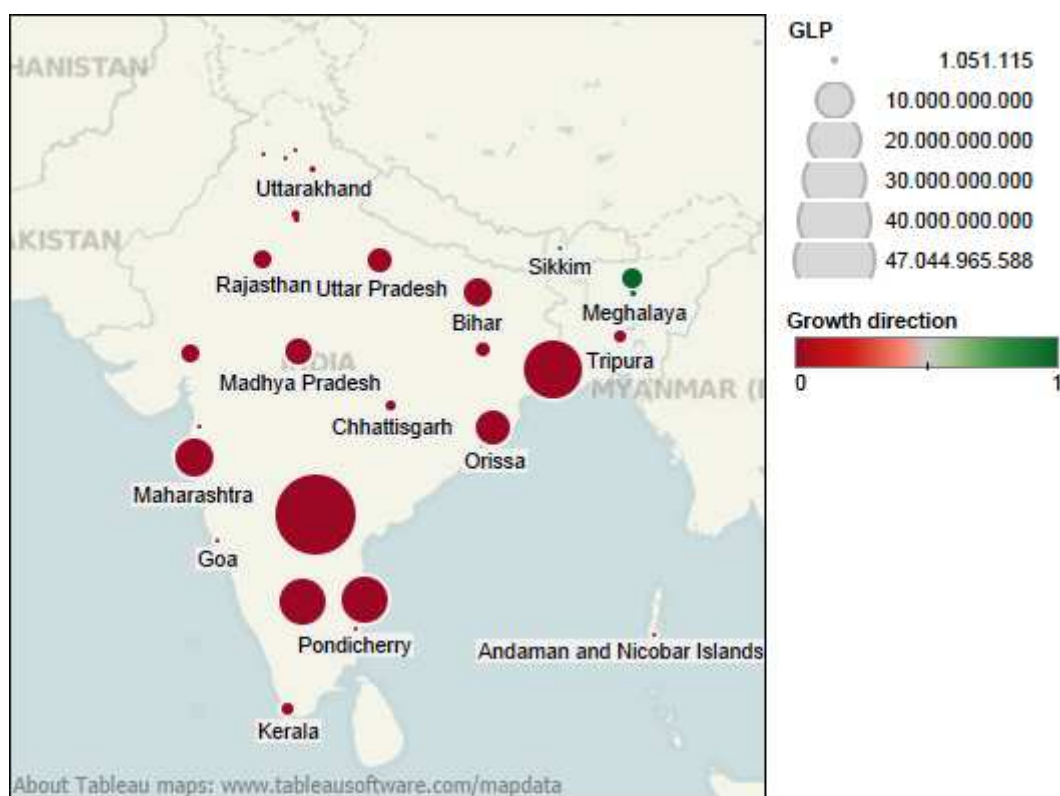 HANISTAN
AKISTAN
INDIA
MYANMAR (B
Uttarakhand
Rajasthan
Uttar Pradesh
Sikkim
Bihar
Meghalaya
Madhya Pradesh
Tripura
Chhattisgarh
Orissa
Maharashtra
Goa
Pondicherry
Andaman and Nicobar Islands
Kerala
About Tableau maps: www.tableausoftware.com/mapdata
GLP
1.051.115
10.000.000.000
20.000.000.000
30.000.000.000
40.000.000.000
47.044.965.588
Growth direction
0
1